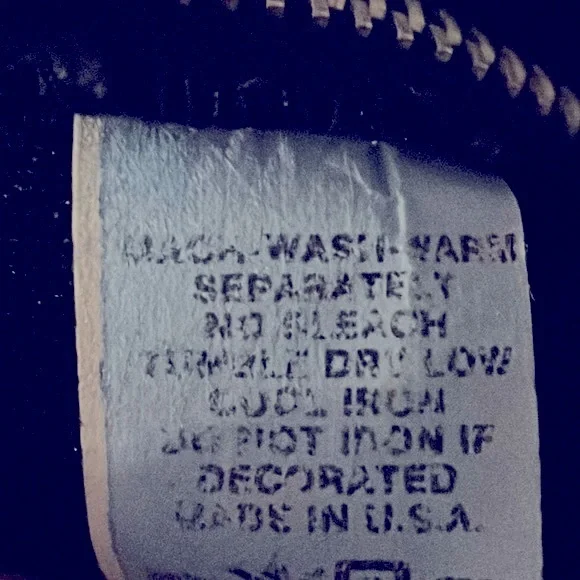 MACH-WASH-WARM
SEPARATELY
NO BLEACH
TUMBLE DRY LOW
COOL IRON
DO NOT IRON IF
DECORATED
MADE IN U.S.A.